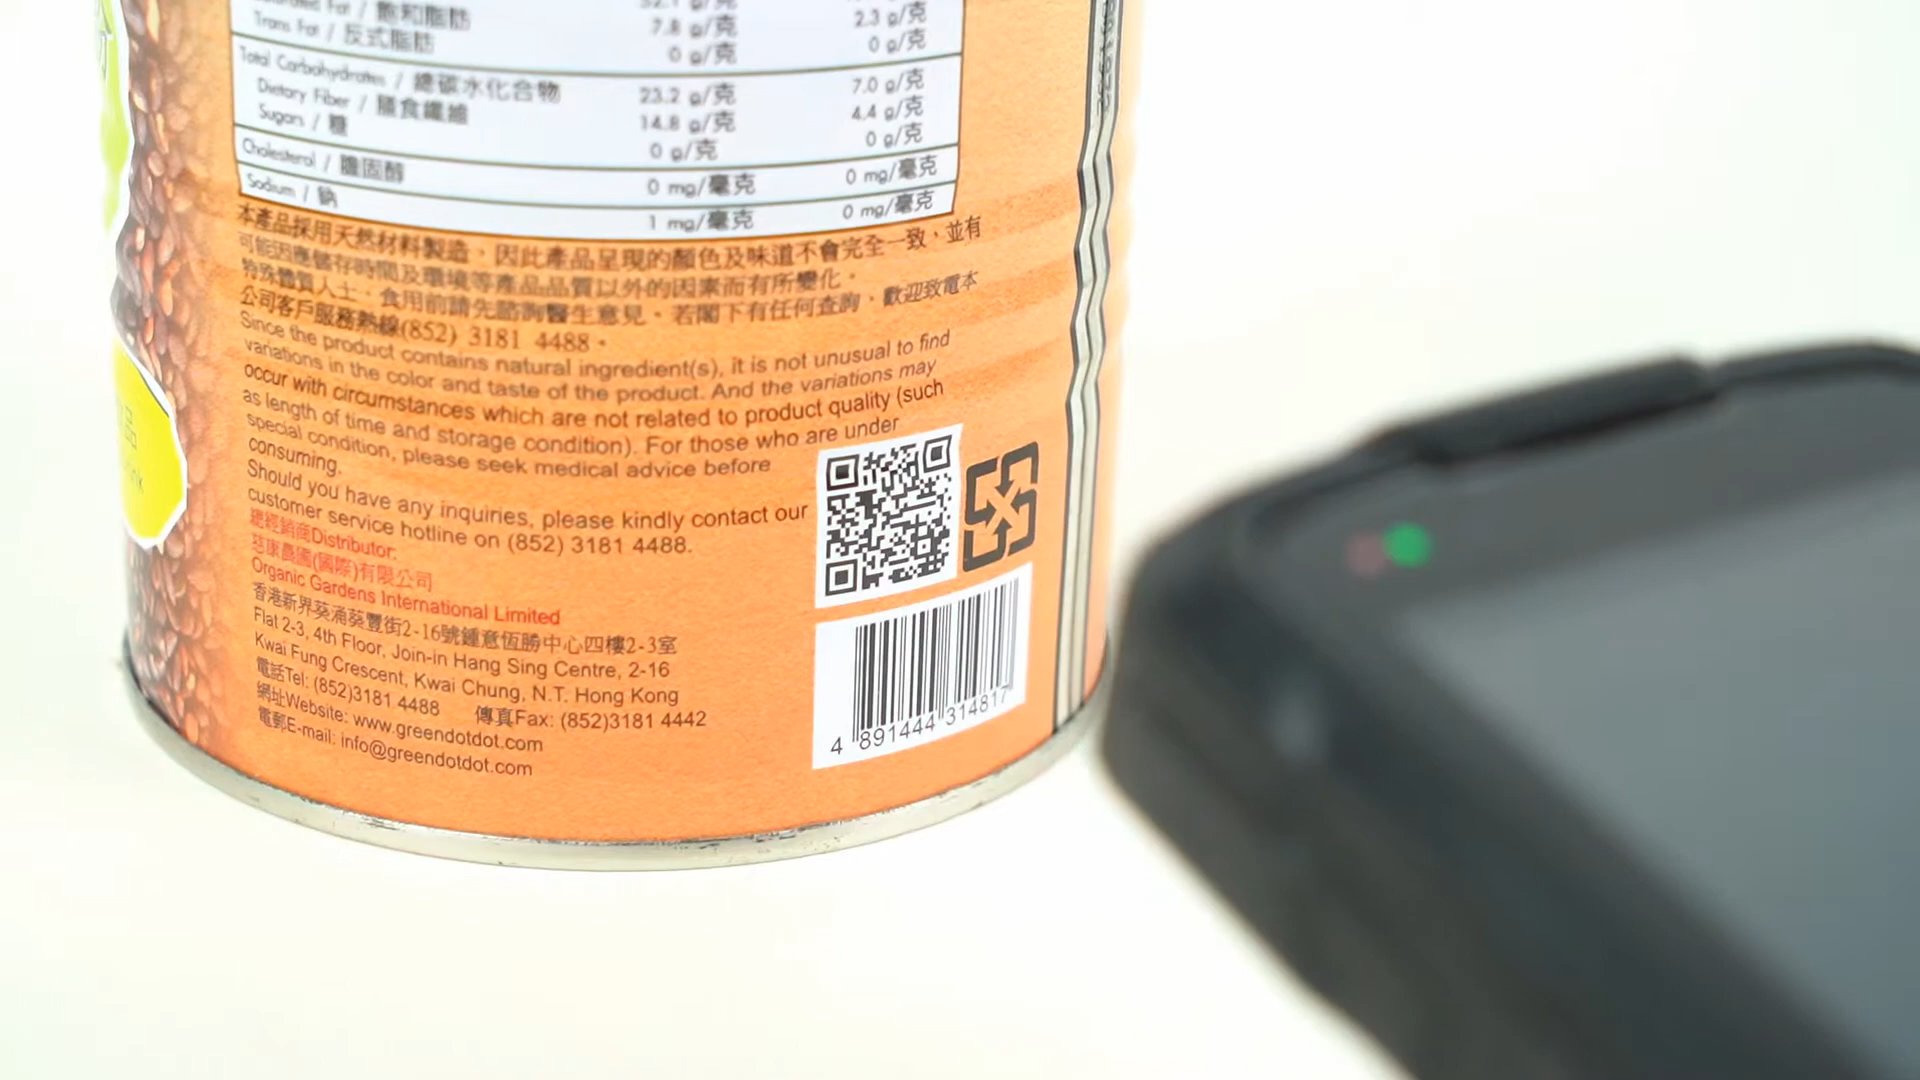 Trans Fat / 反式脂肪 0 g/克 0 g/克
Total Carbohydrates / 總碳水化合物 23.2 g/克 7.0 g/克
Dietary Fiber / 膳食纖維 14.8 g/克 4.4 g/克
Sugars / 糖 0 g/克 0 g/克
Cholesterol / 膽固醇 0 mg/毫克 0 mg/毫克
Sodium / 鈉 1 mg/毫克 0 mg/毫克
本產品採用天然材料製造，因此產品呈現的顏色及味道不會完全一致，並有
可能因應儲存時間及環境等產品品質以外的因素而有所變化。
特殊體質人士，食用前請先諮詢醫生意見。若閣下有任何查詢，歡迎致電本
公司客戶服務熱線(852) 3181 4488。
Since the product contains natural ingredient(s), it is not unusual to find
variations in the color and taste of the product. And the variations may
occur with circumstances which are not related to product quality (such
as length of time and storage condition). For those who are under
special condition, please seek medical advice before
consuming.
Should you have any inquiries, please kindly contact our
customer service hotline on (852) 3181 4488.
總經銷商Distributor:
慈康農圃(國際)有限公司
Organic Gardens International Limited
香港新界葵涌葵豐街2-16號鍾意恆勝中心四樓2-3室
Flat 2-3, 4th Floor, Join-in Hang Sing Centre, 2-16
Kwai Fung Crescent, Kwai Chung, N.T. Hong Kong
電話Tel: (852)3181 4488 傳真Fax: (852)3181 4442
網址Website: www.greendotdot.com
電郵E-mail: info@greendotdot.com
4 891444 314817